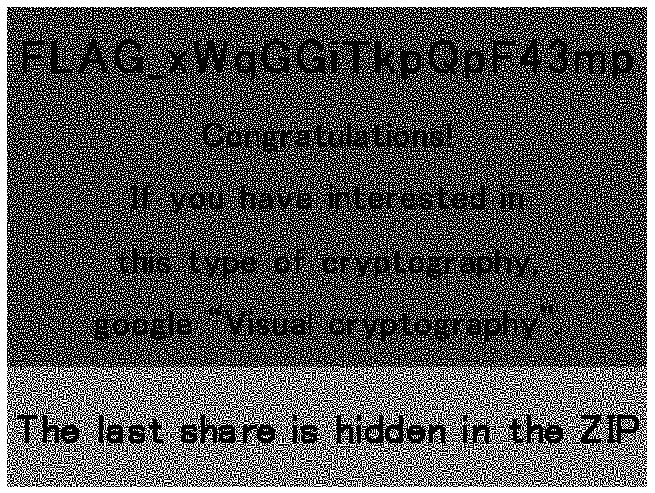 FLAG_xWqGGiTkpQpF43mp
Congratulations!
If you have interested in
this type of cryptography,
google "Visual cryptography".
The last share is hidden in the ZIP